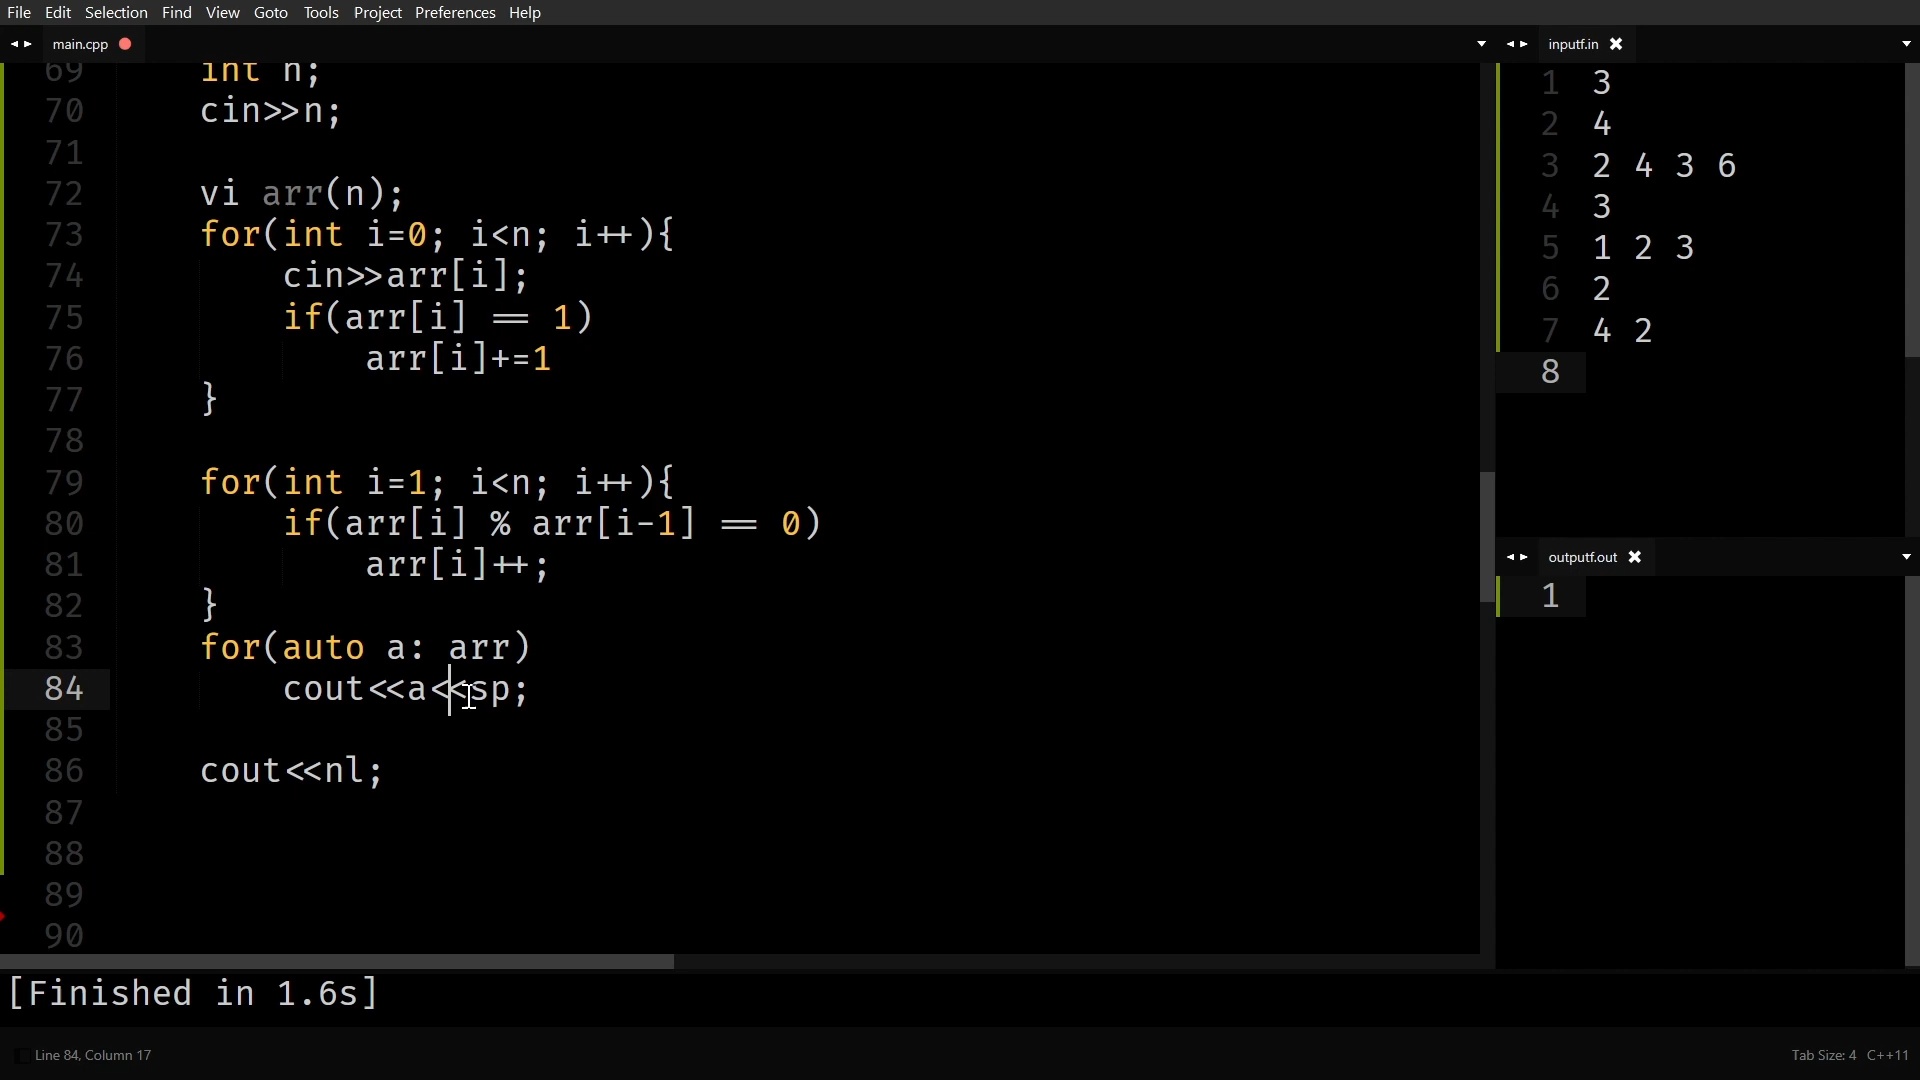 File Edit Selection Find View Goto Tools Project Preferences Help
main.cpp
69 int n;
70 cin>>n;
71
72 vi arr(n);
73 for(int i=0; i<n; i++){
74 cin>>arr[i];
75 if(arr[i] == 1)
76 arr[i]+=1
77 }
78
79 for(int i=1; i<n; i++){
80 if(arr[i] % arr[i-1] == 0)
81 arr[i]++;
82 }
83 for(auto a: arr)
84 cout<<a<<sp;
85
86 cout<<nl;
87
88
89
90
inputf.in
1 3
2 4
3 2 4 3 6
4 3
5 1 2 3
6 2
7 4 2
8
outputf.out
1
[Finished in 1.6s]
Line 84, Column 17
Tab Size: 4 C++11